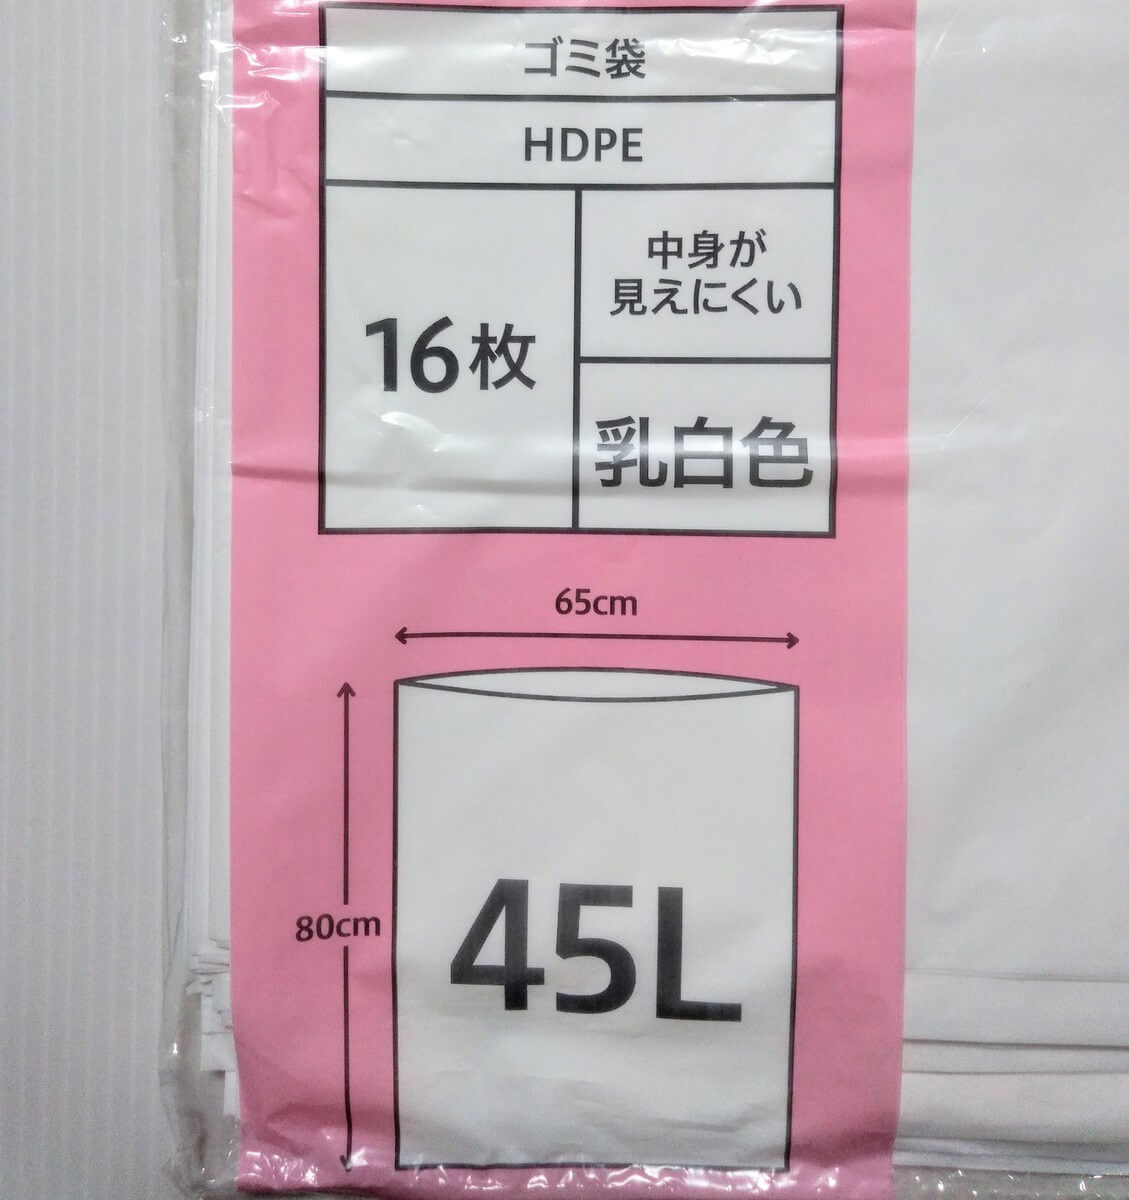 ゴミ袋
HDPE
16枚
中身が
見えにくい
乳白色
65cm
80cm
45L